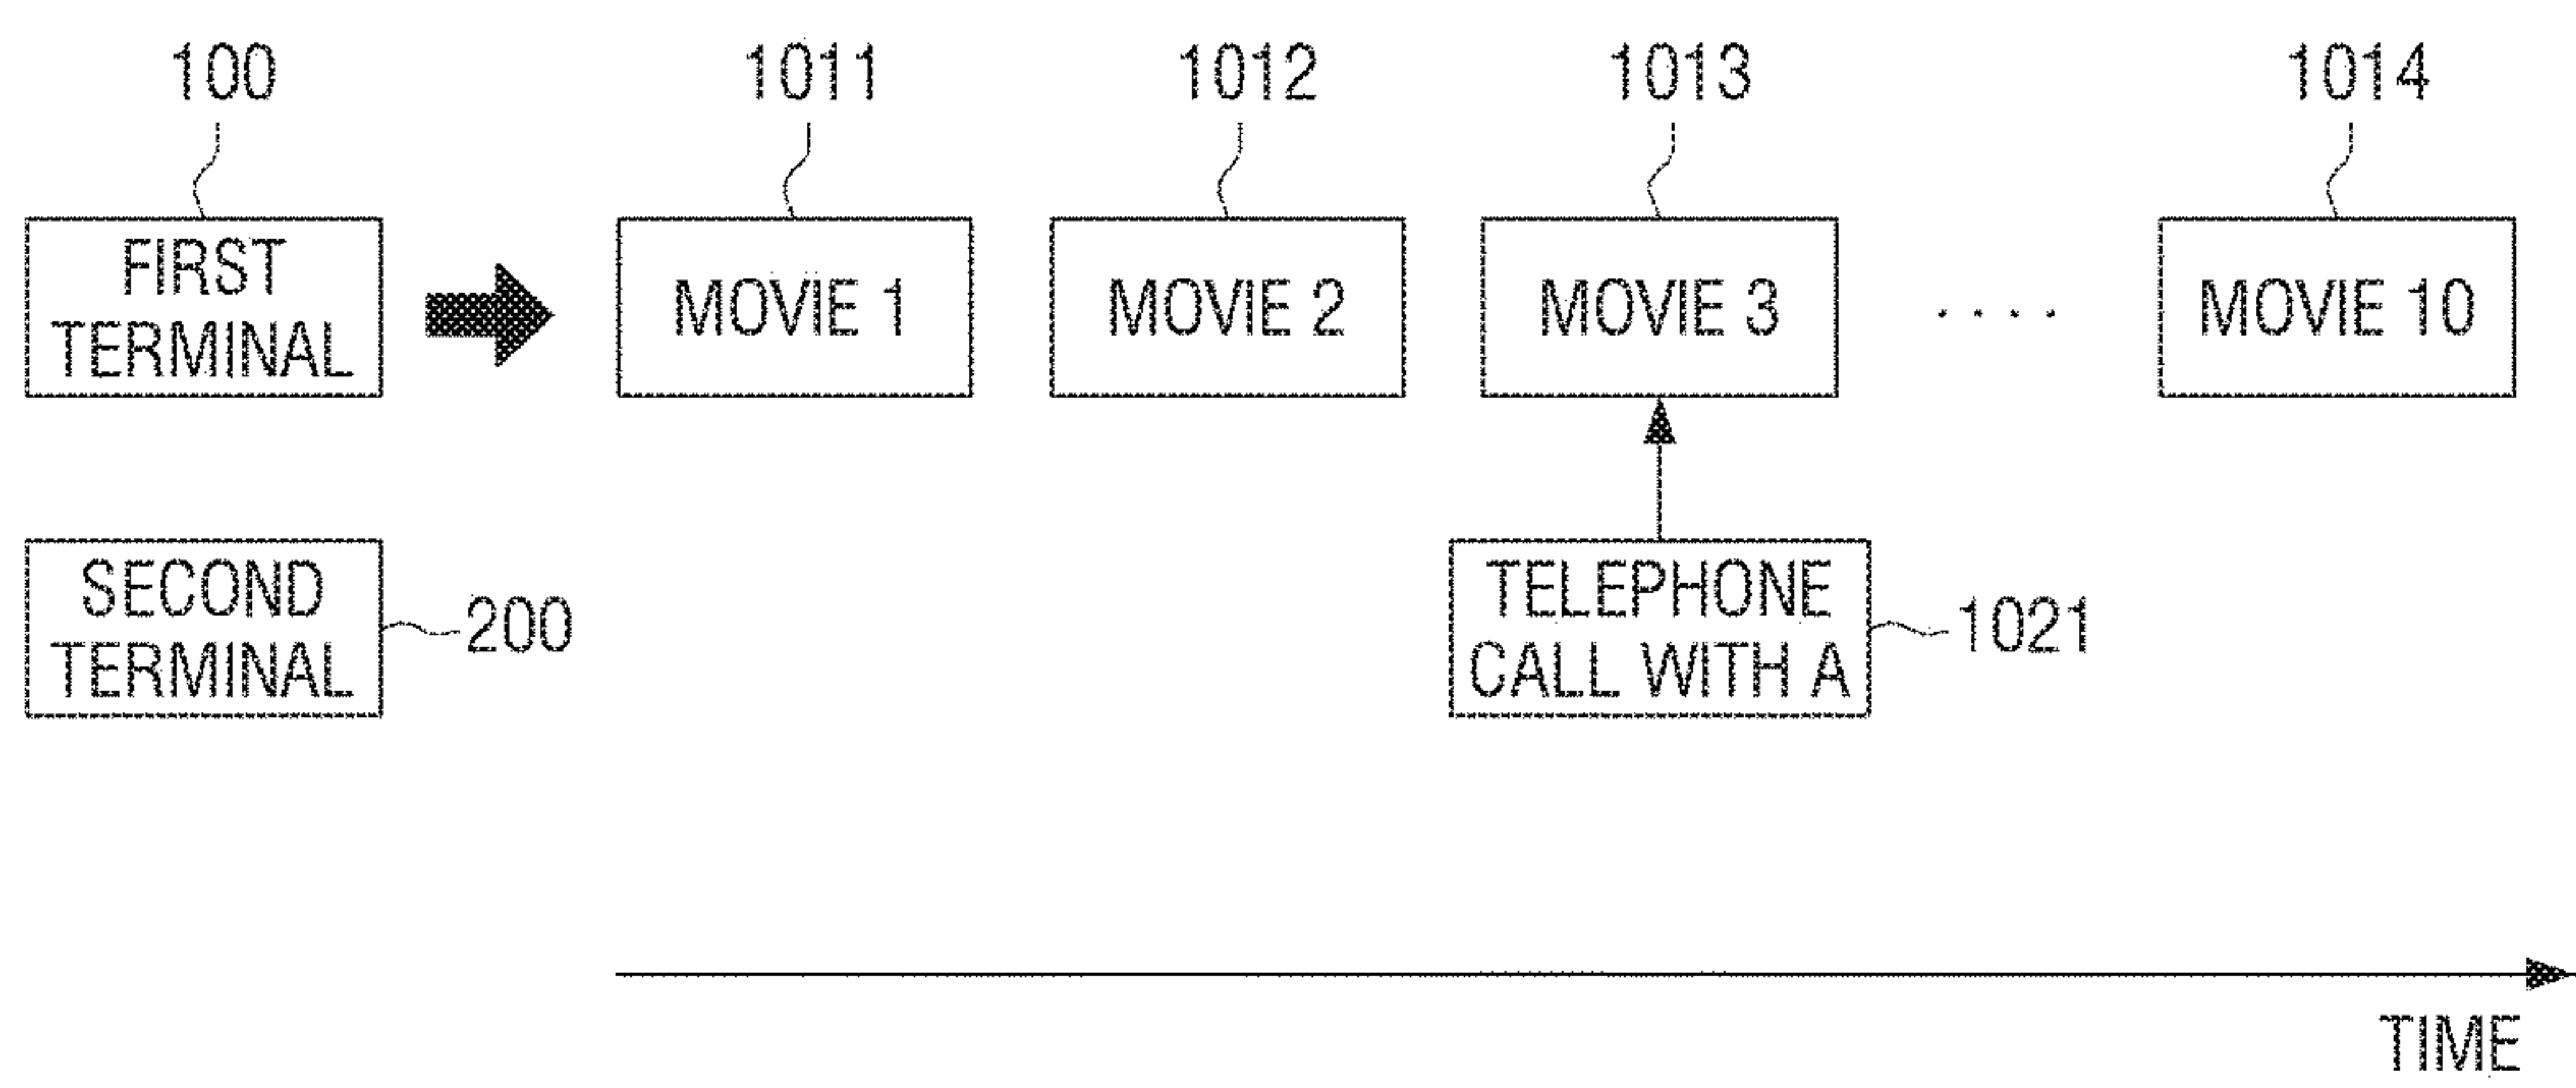 100
1011
1012
1013
1014
FIRST
TERMINAL
MOVIE 1
MOVIE 2
MOVIE 3
. . . .
MOVIE 10
SECOND
TERMINAL
200
TELEPHONE
CALL WITH A
1021
TIME